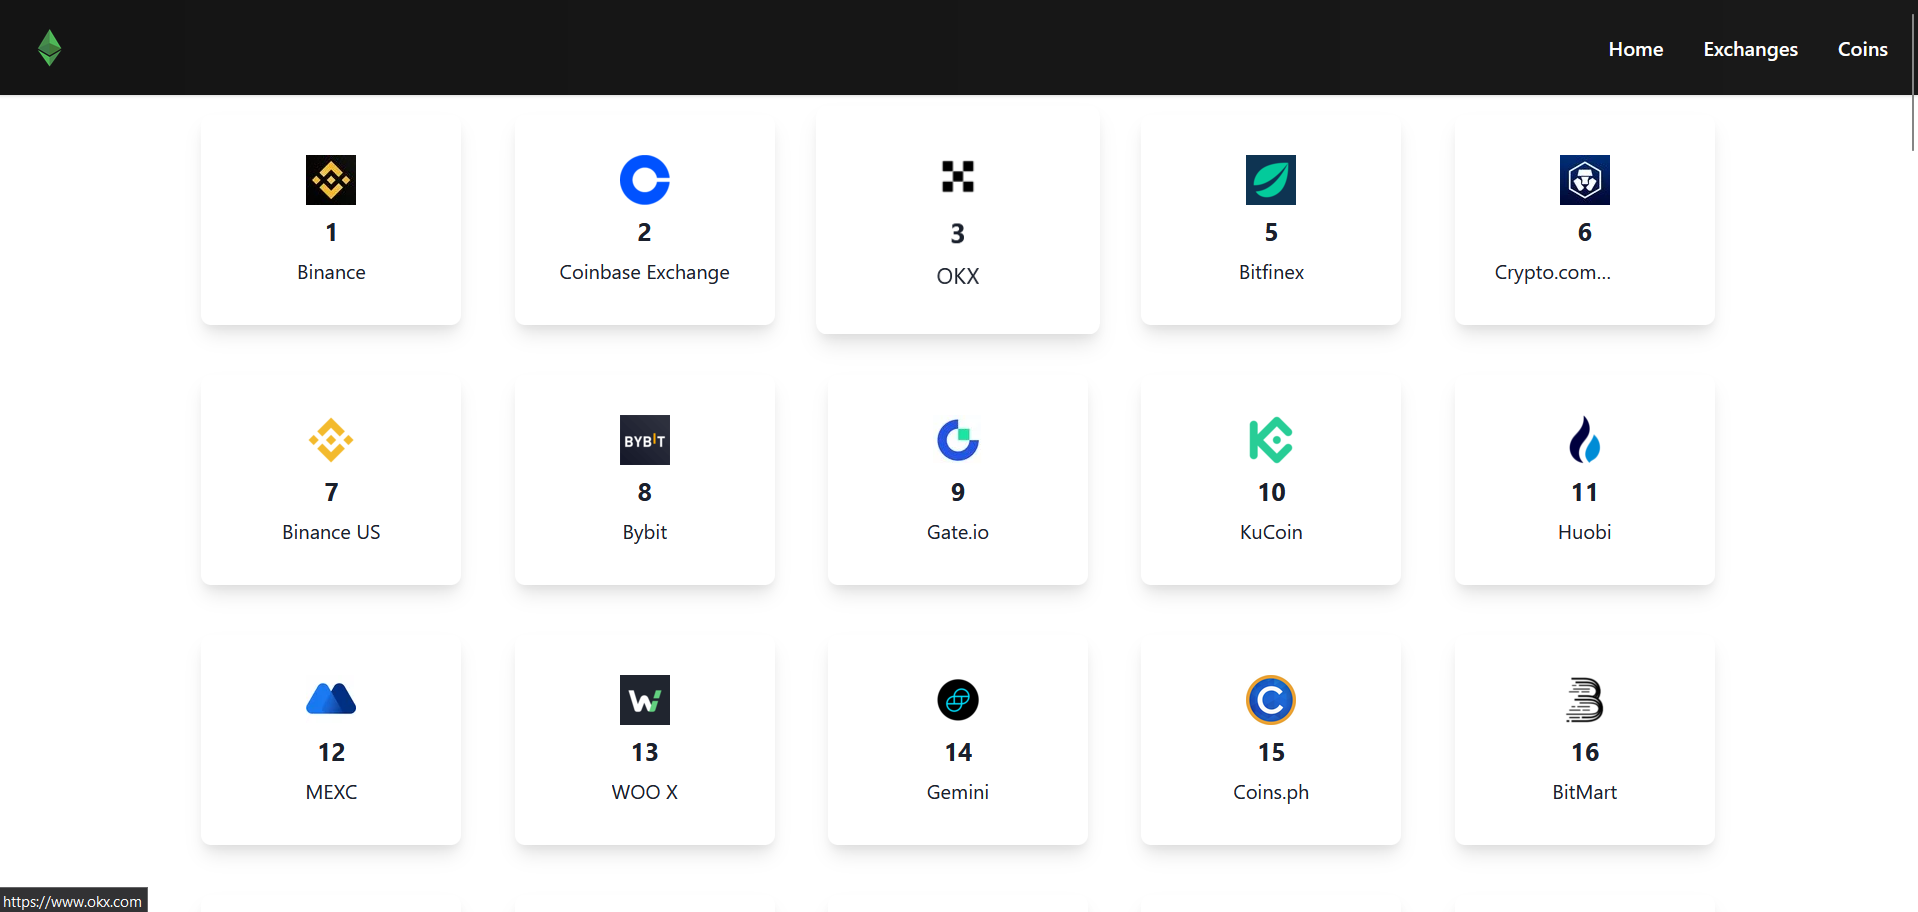 Home Exchanges Coins
1 2 3 5 6
Binance Coinbase Exchange OKX Bitfinex Crypto.com...
BYBIT
7 8 9 10 11
Binance US Bybit Gate.io KuCoin Huobi
12 13 14 15 16
MEXC WOO X Gemini Coins.ph BitMart
https://www.okx.com